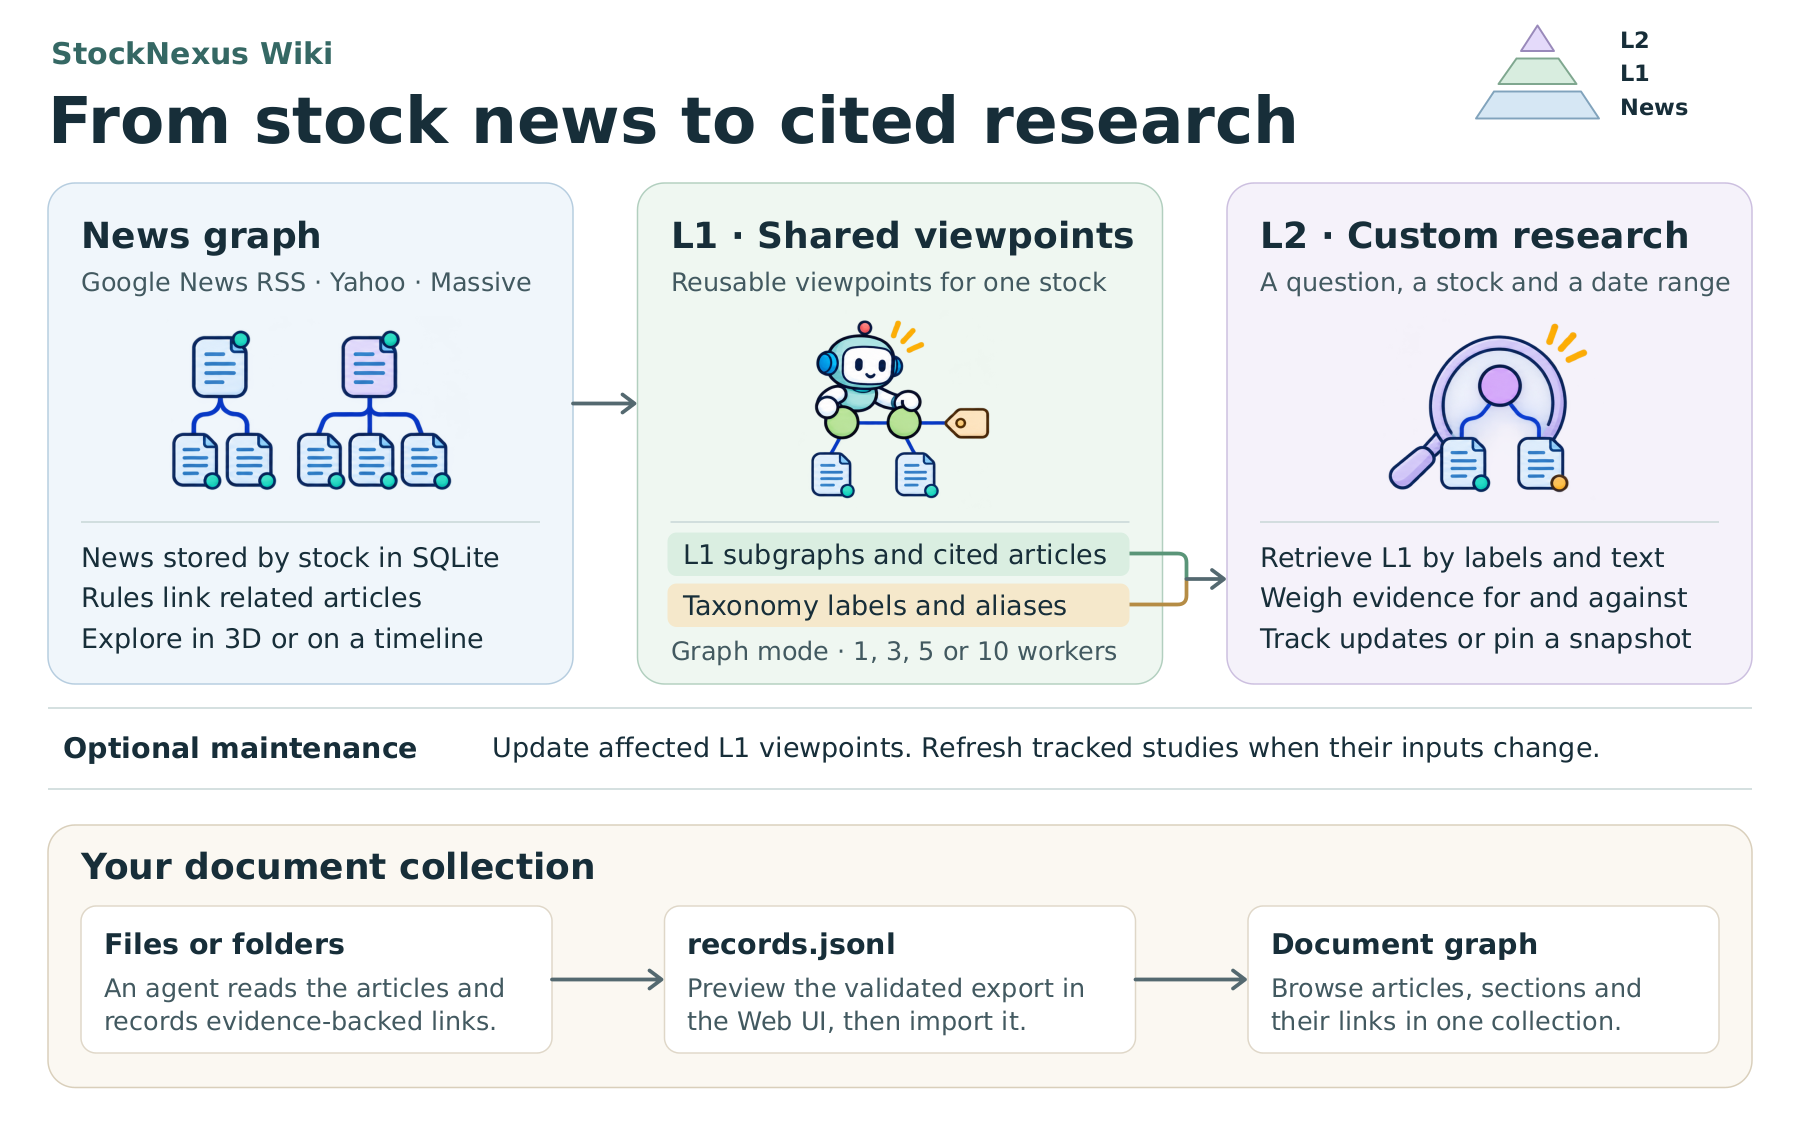 StockNexus Wiki
From stock news to cited research
L2
L1
News
News graph
Google News RSS · Yahoo · Massive
News stored by stock in SQLite
Rules link related articles
Explore in 3D or on a timeline
L1 · Shared viewpoints
Reusable viewpoints for one stock
L1 subgraphs and cited articles
Taxonomy labels and aliases
Graph mode · 1, 3, 5 or 10 workers
L2 · Custom research
A question, a stock and a date range
Retrieve L1 by labels and text
Weigh evidence for and against
Track updates or pin a snapshot
Optional maintenance
Update affected L1 viewpoints. Refresh tracked studies when their inputs change.
Your document collection
Files or folders
An agent reads the articles and
records evidence-backed links.
records.jsonl
Preview the validated export in
the Web UI, then import it.
Document graph
Browse articles, sections and
their links in one collection.